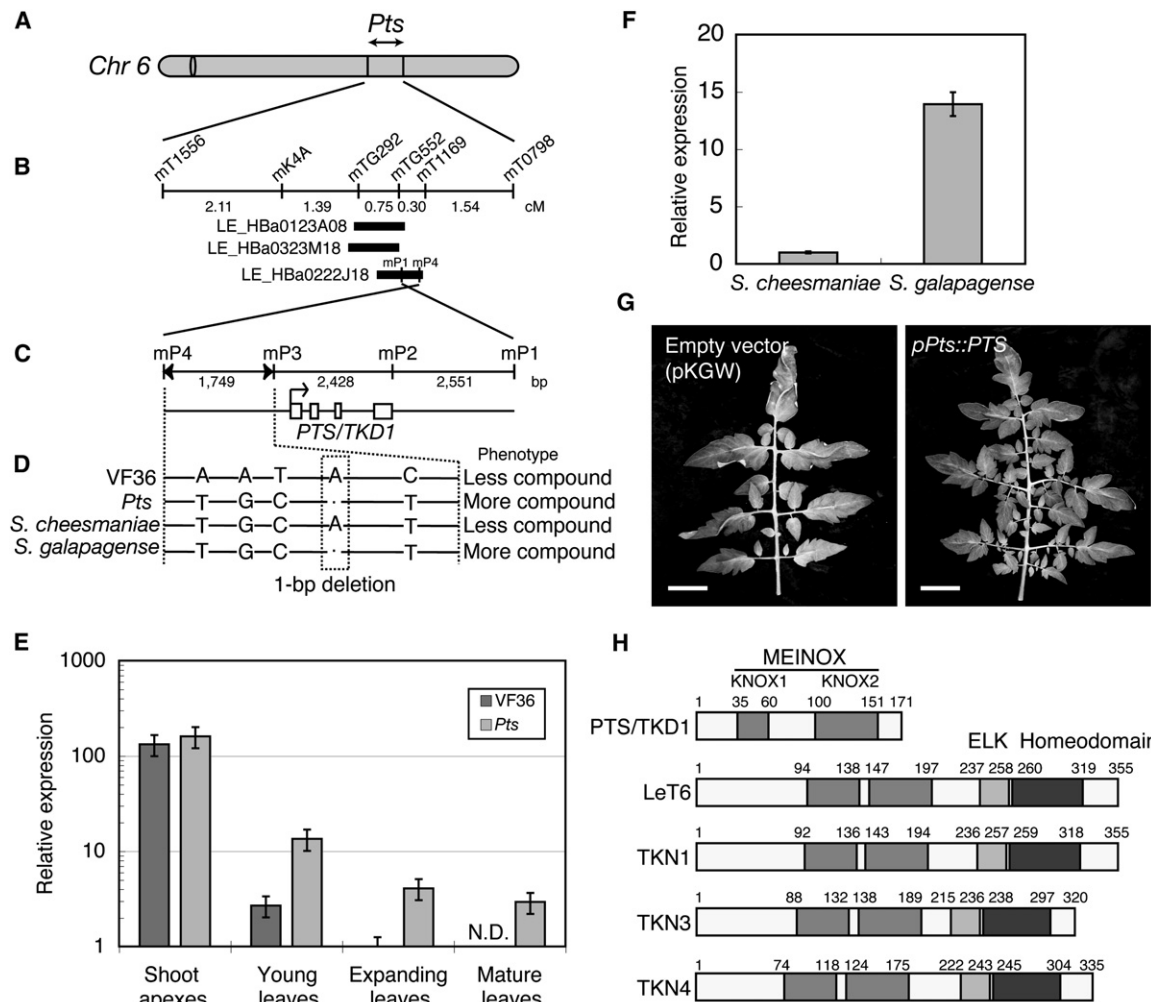 A
Pts
Chr 6
B
mT1556 mK4A mTG292 mTG552 mT1169 mT0798
2.11 1.39 0.75 0.30 1.54 cM
LE_HBa0123A08
LE_HBa0323M18
mP1 mP4
LE_HBa0222J18
C
mP4 mP3 mP2 mP1
1,749 2,428 2,551 bp
PTS/TKD1
D
Phenotype
VF36 A A T A C Less compound
Pts T G C · T More compound
S. cheesmaniae T G C A T Less compound
S. galapagense T G C · T More compound
1-bp deletion
E
Relative expression
1000
100
10
1
VF36
Pts
N.D.
Shoot apexes
Young leaves
Expanding leaves
Mature leaves
F
Relative expression
20
15
10
5
0
S. cheesmaniae S. galapagense
G
Empty vector
(pKGW)
pPts::PTS
H
MEINOX
KNOX1 KNOX2
1 35 60 100 151 171
PTS/TKD1
ELK Homeodomain
1 94 138 147 197 237 258 260 319 355
LeT6
1 92 136 143 194 236 257 259 318 355
TKN1
1 88 132 138 189 215 236 238 297 320
TKN3
1 74 118 124 175 222 243 245 304 335
TKN4